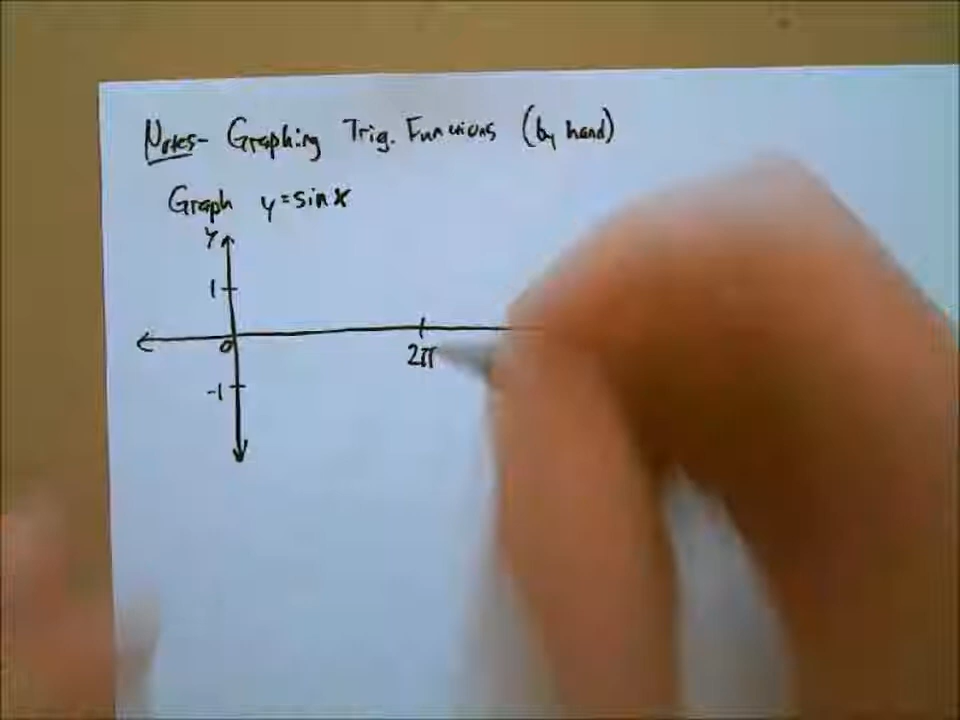 Notes- Graphing Trig. Functions (by hand)
Graph y=sin x
y
1
0
2π
-1